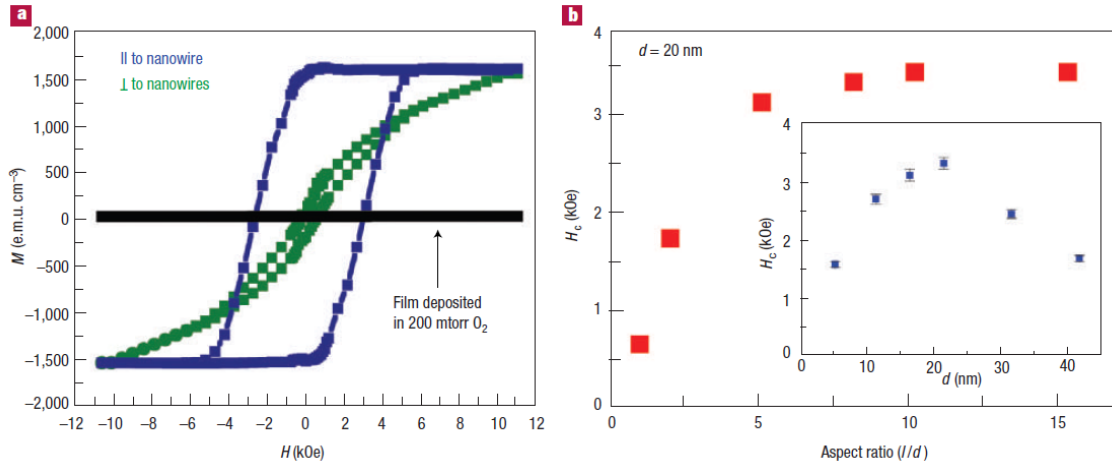 a
2,000
1,500
1,000
500
0
−500
−1,000
−1,500
−2,000
M (e.m.u. cm−3)
II to nanowire
⊥ to nanowires
Film deposited
in 200 mtorr O2
−12 −10 −8 −6 −4 −2 0 2 4 6 8 10 12
H (kOe)
b
4
3
2
1
0
Hc (kOe)
d = 20 nm
4
3
2
1
0
Hc (kOe)
0 10 20 30 40
d (nm)
0 5 10 15
Aspect ratio (l/d)